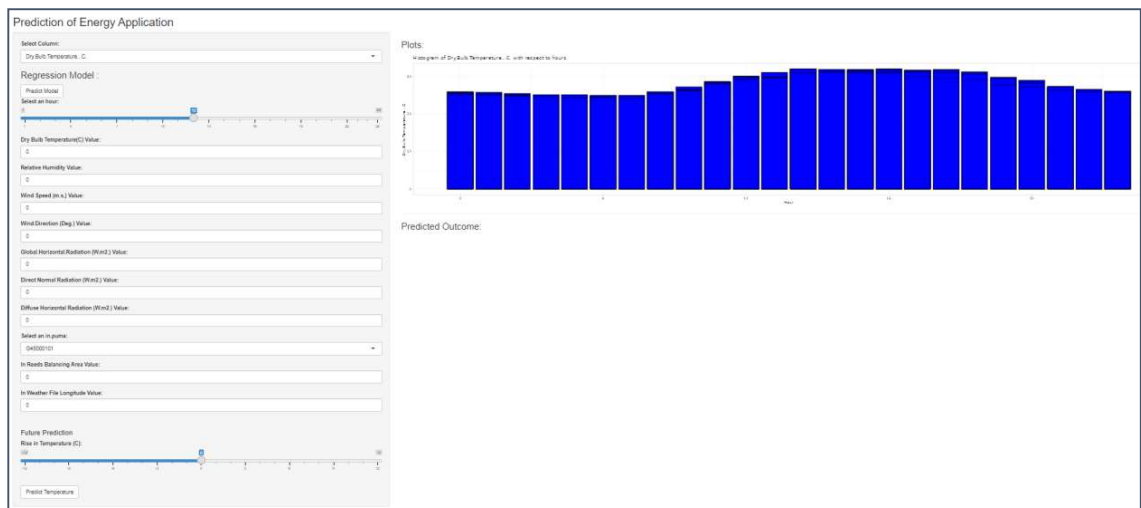 Prediction of Energy Application
Select Column:
Dry.Bulb.Temperature...C.
Regression Model :
Predict Model
Select an hour:
Dry Bulb Temperature(C) Value:
0
Relative Humidity Value:
0
Wind Speed (m.s.) Value:
0
Wind Direction (Deg.) Value:
0
Global Horizontal Radiation (W.m2.) Value:
0
Direct Normal Radiation (W.m2.) Value:
0
Diffuse Horizontal Radiation (W.m2.) Value:
0
Select an in.puma:
G45000101
In Reeds Balancing Area Value:
0
In Weather File Longitude Value:
0
Future Prediction
Rise in Temperature (C):
Predict Temperature
Plots:
Histogram of Dry.Bulb.Temperature...C. with respect to hours
Predicted Outcome: